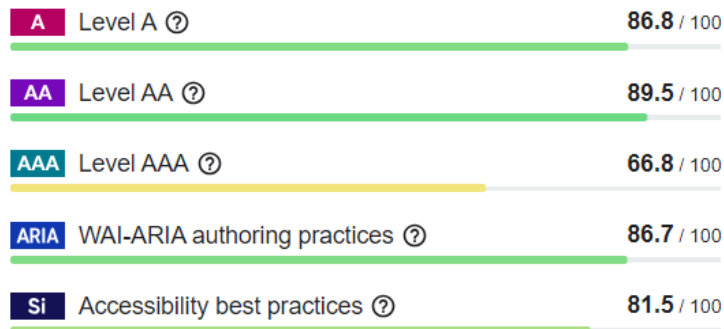 A Level A ? 86.8 / 100
AA Level AA ? 89.5 / 100
AAA Level AAA ? 66.8 / 100
ARIA WAI-ARIA authoring practices ? 86.7 / 100
Si Accessibility best practices ? 81.5 / 100